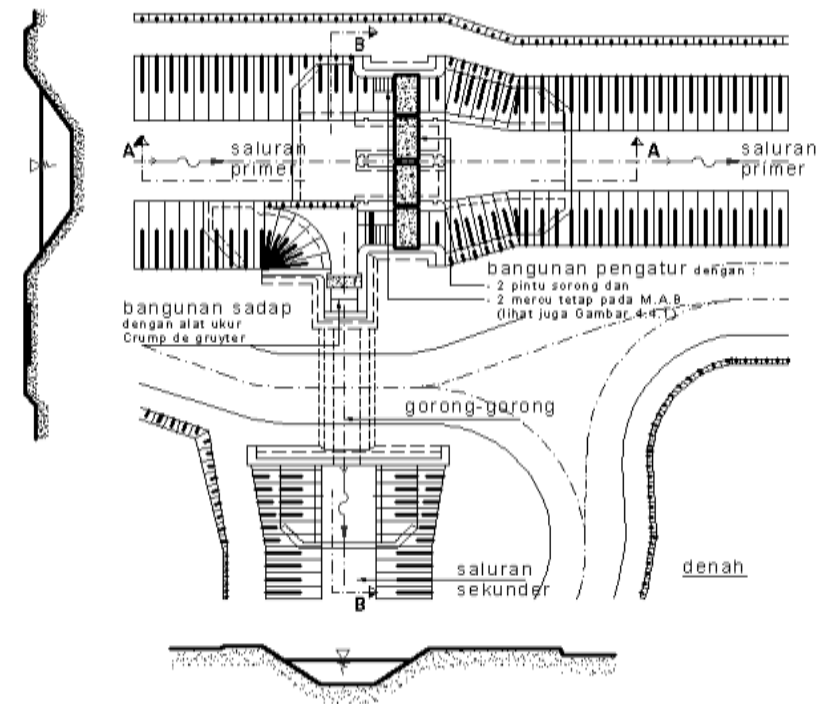 B
A
saluran
primer
A
saluran
primer
bangunan pengatur dengan :
- 2 pintu sorong dan
- 2 merou tetap pada M.A.B
(lihat juga Gambar 4.4.1)
bangunan sadap
dengan alat ukur
Crump de gruyter
gorong-gorong
saluran
sekunder
denah
B